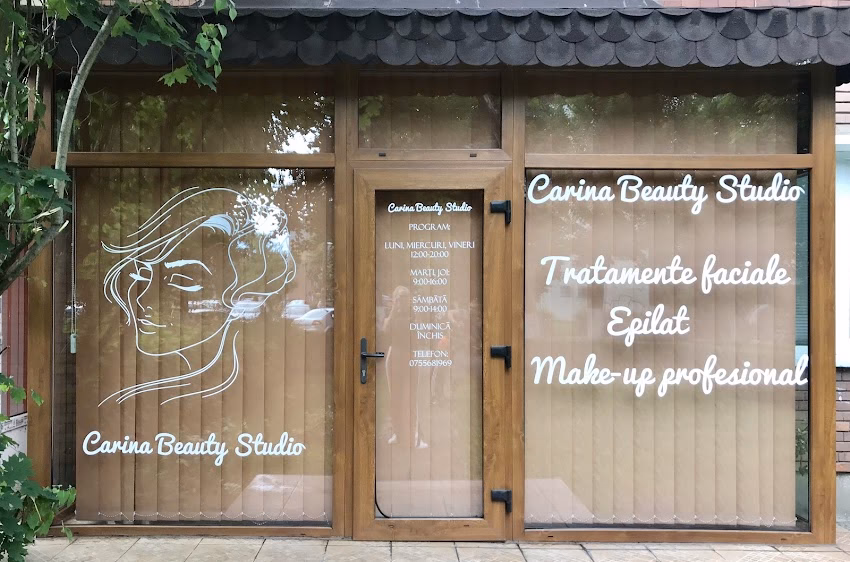 Carina Beauty Studio
Carina Beauty Studio
PROGRAM:
LUNI, MIERCURI, VINERI
12:00-20:00
MARȚI, JOI:
9:00-16:00
SÂMBĂTĂ
9:00-14:00
DUMINICĂ
ÎNCHIS
TELEFON:
0755681969
Carina Beauty Studio
Tratamente faciale
Epilat
Make-up profesional